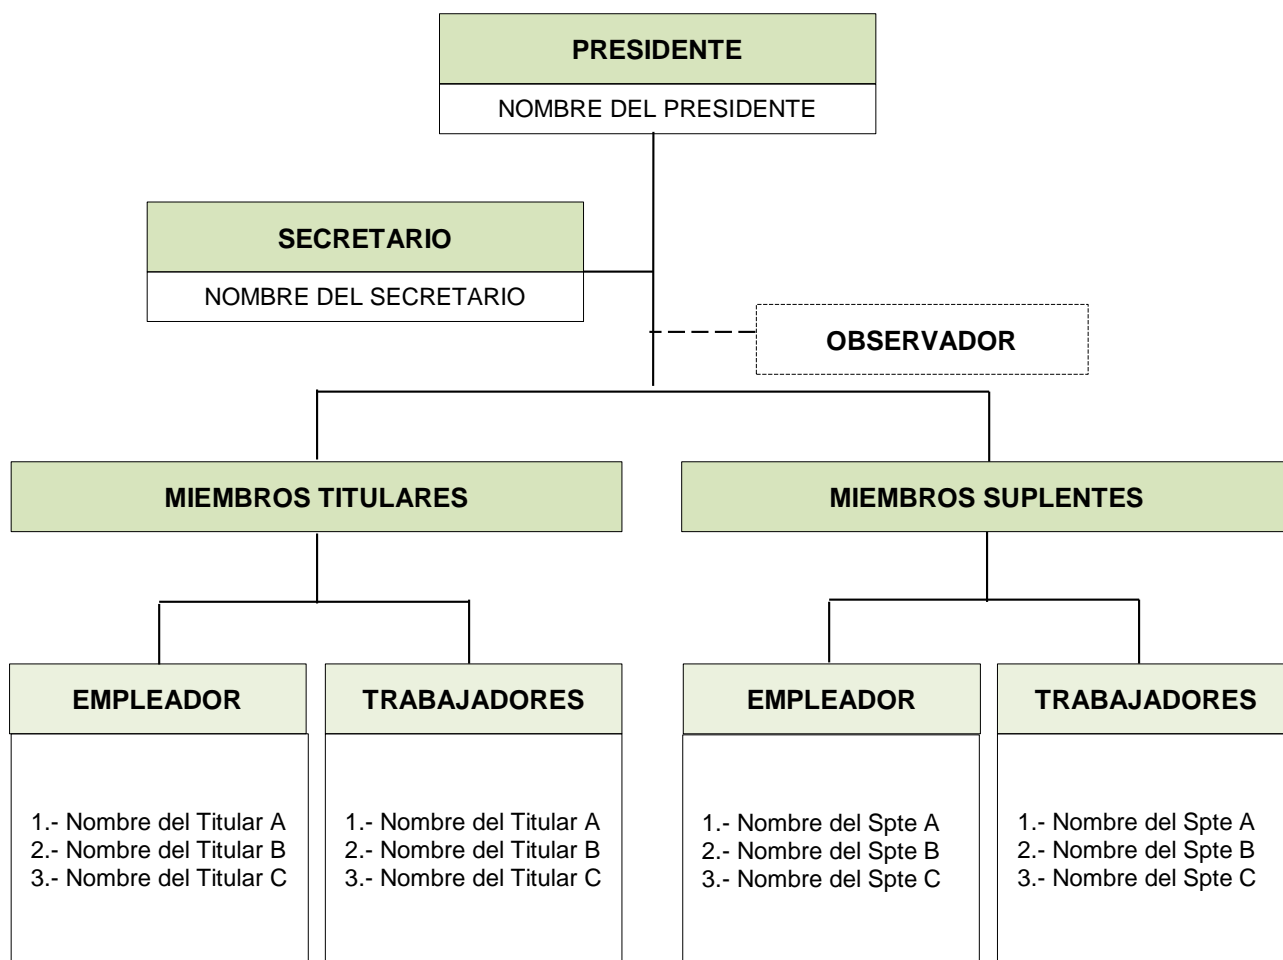 PRESIDENTE
NOMBRE DEL PRESIDENTE
SECRETARIO
NOMBRE DEL SECRETARIO
OBSERVADOR
MIEMBROS TITULARES
MIEMBROS SUPLENTES
EMPLEADOR
TRABAJADORES
EMPLEADOR
TRABAJADORES
1.- Nombre del Titular A
2.- Nombre del Titular B
3.- Nombre del Titular C
1.- Nombre del Titular A
2.- Nombre del Titular B
3.- Nombre del Titular C
1.- Nombre del Spte A
2.- Nombre del Spte B
3.- Nombre del Spte C
1.- Nombre del Spte A
2.- Nombre del Spte B
3.- Nombre del Spte C